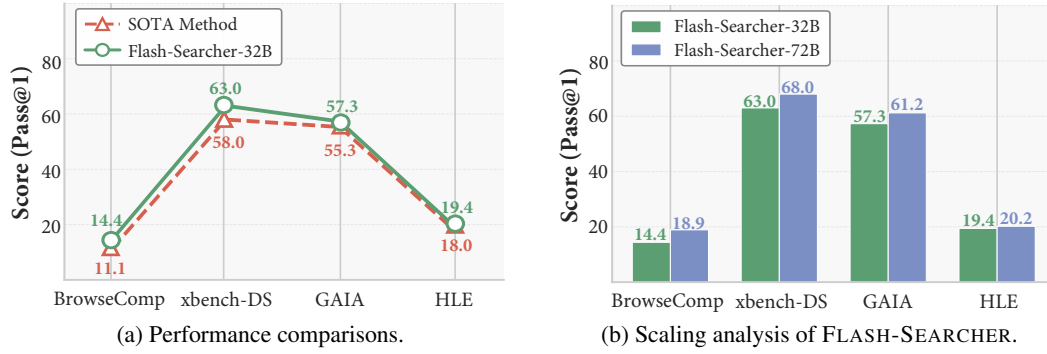 SOTA Method
Flash-Searcher-32B
Score (Pass@1)
80
60
40
20
63.0
58.0
57.3
55.3
14.4
11.1
19.4
18.0
BrowseComp xbench-DS GAIA HLE
(a) Performance comparisons.
Flash-Searcher-32B
Flash-Searcher-72B
Score (Pass@1)
80
60
40
20
14.4 18.9
63.0 68.0
57.3 61.2
19.4 20.2
BrowseComp xbench-DS GAIA HLE
(b) Scaling analysis of FLASH-SEARCHER.